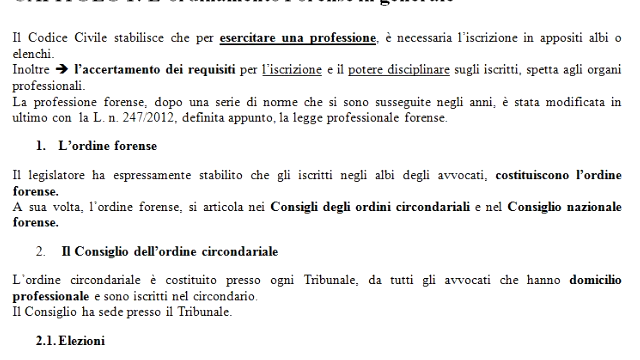 Il Codice Civile stabilisce che per esercitare una professione, è necessaria l'iscrizione in appositi albi o
elenchi.
Inoltre ➔ l'accertamento dei requisiti per l'iscrizione e il potere disciplinare sugli iscritti, spetta agli organi
professionali.
La professione forense, dopo una serie di norme che si sono susseguite negli anni, è stata modificata in
ultimo con la L. n. 247/2012, definita appunto, la legge professionale forense.
1. L'ordine forense
Il legislatore ha espressamente stabilito che gli iscritti negli albi degli avvocati, costituiscono l'ordine
forense.
A sua volta, l'ordine forense, si articola nei Consigli degli ordini circondariali e nel Consiglio nazionale
forense.
2. Il Consiglio dell'ordine circondariale
L'ordine circondariale è costituito presso ogni Tribunale, da tutti gli avvocati che hanno domicilio
professionale e sono iscritti nel circondario.
Il Consiglio ha sede presso il Tribunale.
2.1. Elezioni